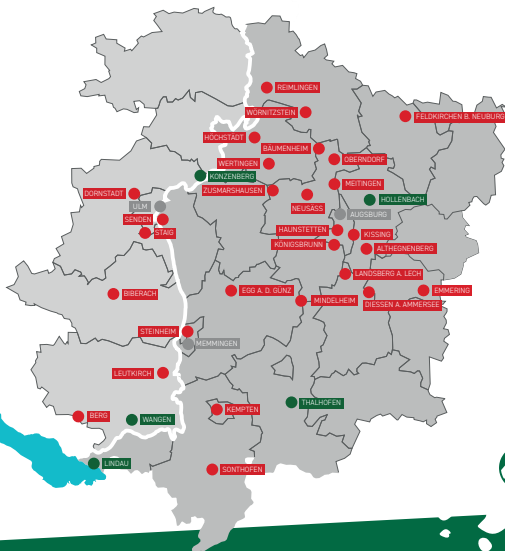 REIMLINGEN
WÖRNITZSTEIN
FELDKIRCHEN B. NEUBURG
HÖCHSTÄDT
BÄUMENHEIM
OBERNDORF
WERTINGEN
KONZENBERG
MEITINGEN
ZUSMARSHAUSEN
DORNSTADT
HOLLENBACH
ULM
NEUSÄSS
AUGSBURG
SENDEN
STAIG
HAUNSTETTEN
KISSING
KÖNIGSBRUNN
ALTHEGNENBERG
LANDSBERG A. LECH
BIBERACH
EGG A. D. GÜNZ
EMMERING
MINDELHEIM
DIESSEN A. AMMERSEE
STEINHEIM
MEMMINGEN
LEUTKIRCH
THALHOFEN
KEMPTEN
BERG
WANGEN
LINDAU
SONTHOFEN